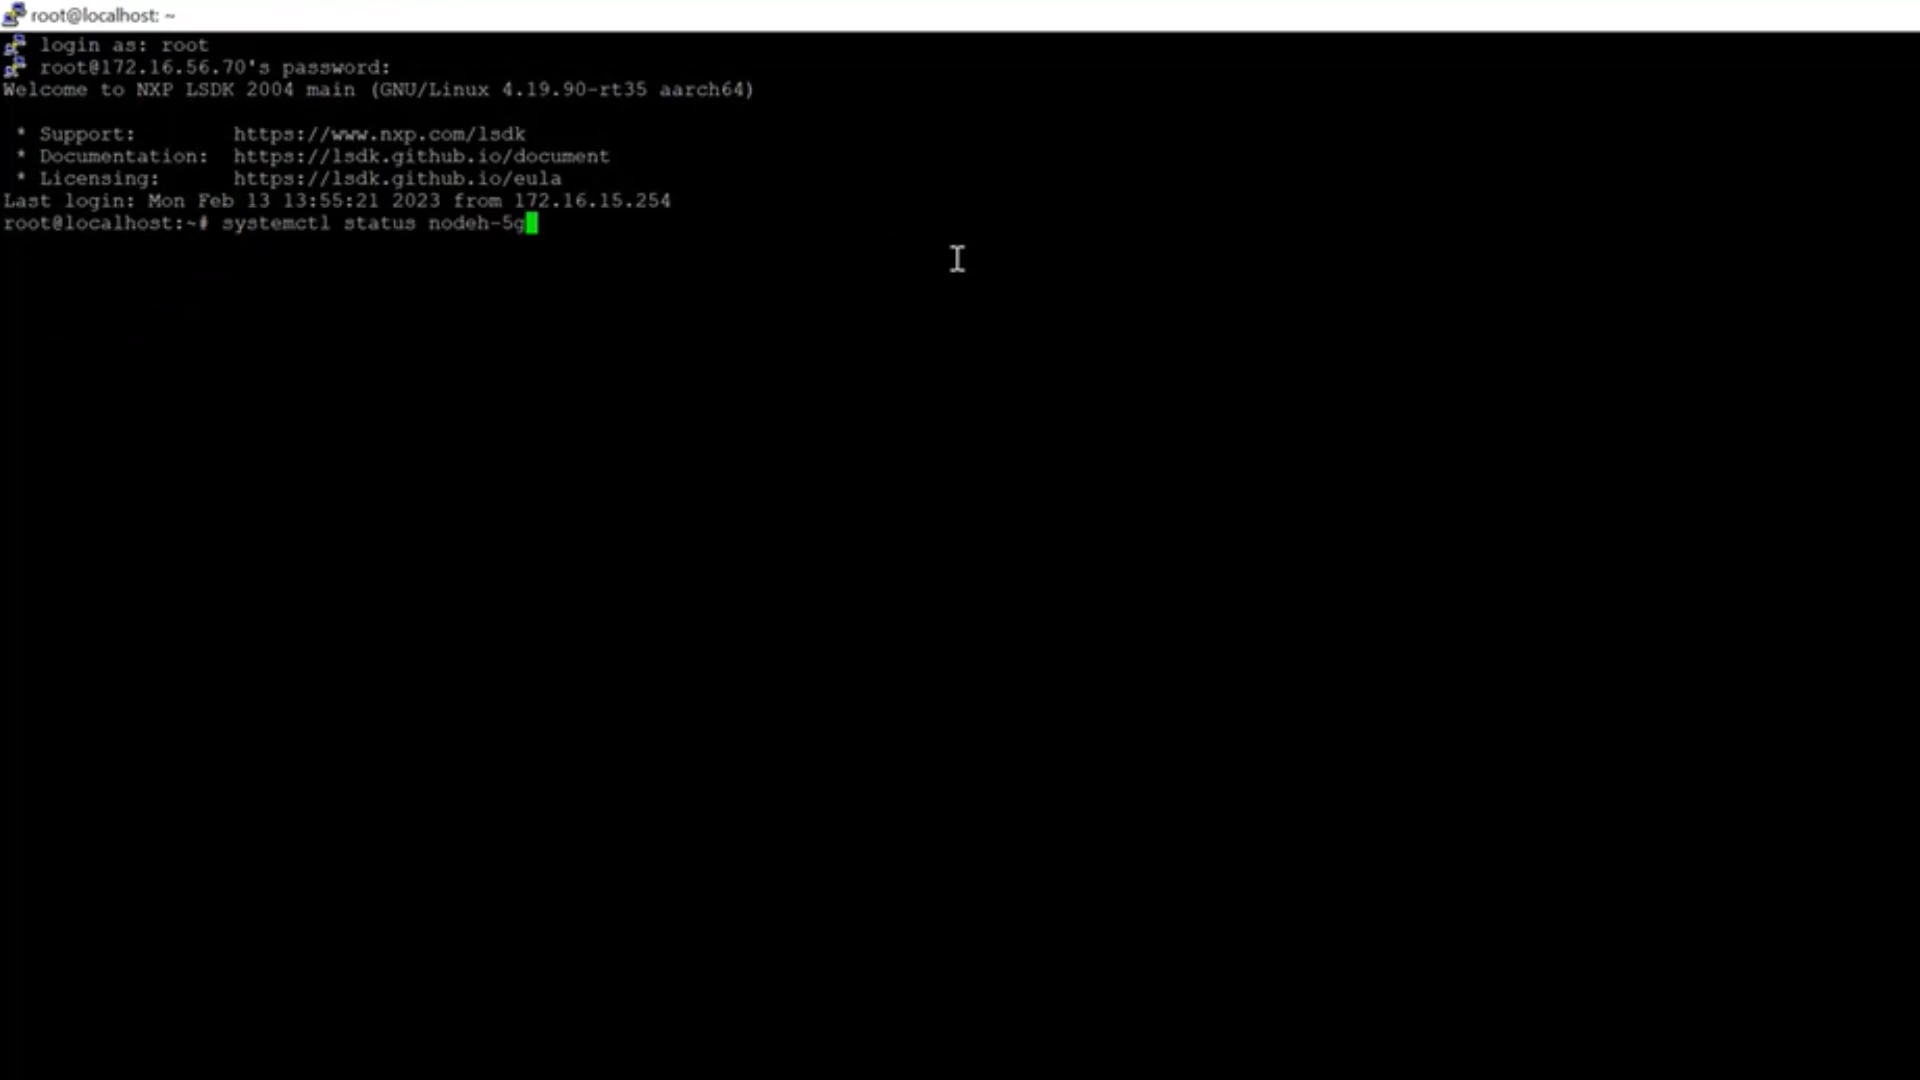 root@localhost: ~
login as: root
root@172.16.56.70's password:
Welcome to NXP LSDK 2004 main (GNU/Linux 4.19.90-rt35 aarch64)
* Support: https://www.nxp.com/lsdk
* Documentation: https://lsdk.github.io/document
* Licensing: https://lsdk.github.io/eula
Last login: Mon Feb 13 13:55:21 2023 from 172.16.15.254
root@localhost:~# systemctl status nodeh-5g